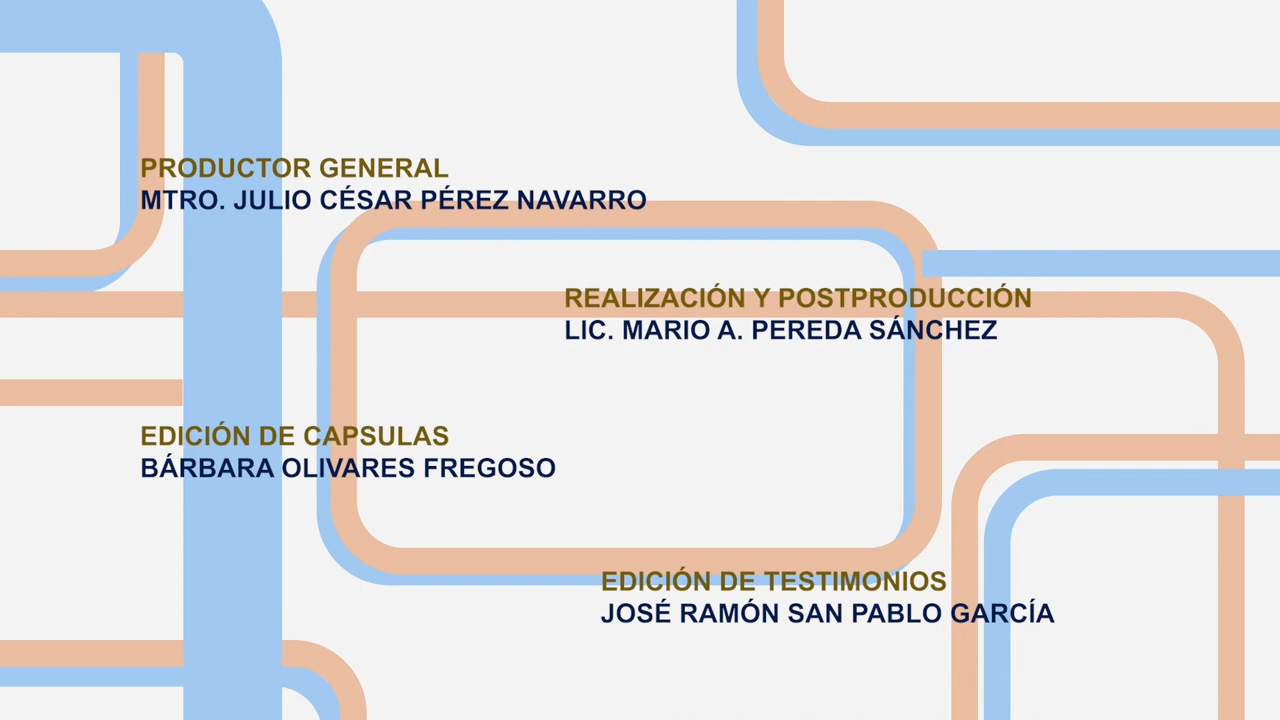 PRODUCTOR GENERAL
MTRO. JULIO CÉSAR PÉREZ NAVARRO
REALIZACIÓN Y POSTPRODUCCIÓN
LIC. MARIO A. PEREDA SÁNCHEZ
EDICIÓN DE CAPSULAS
BÁRBARA OLIVARES FREGOSO
EDICIÓN DE TESTIMONIOS
JOSÉ RAMÓN SAN PABLO GARCÍA